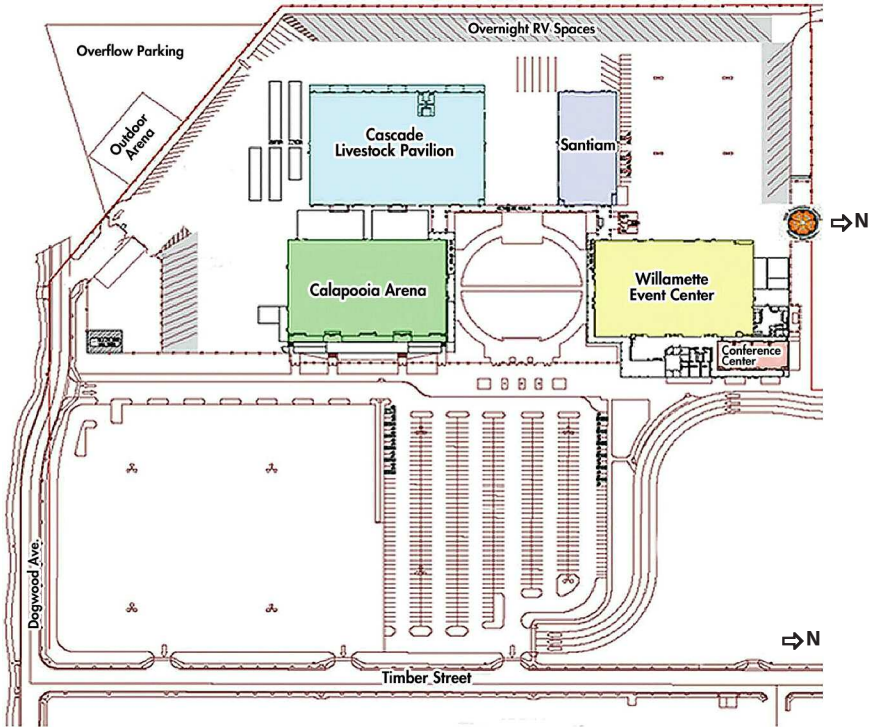 Overnight RV Spaces
Overflow Parking
Outdoor
Arena
Cascade
Livestock Pavilion
Santiam
N
Calapooia Arena
Willamette
Event Center
Conference
Center
Dogwood Ave.
N
Timber Street